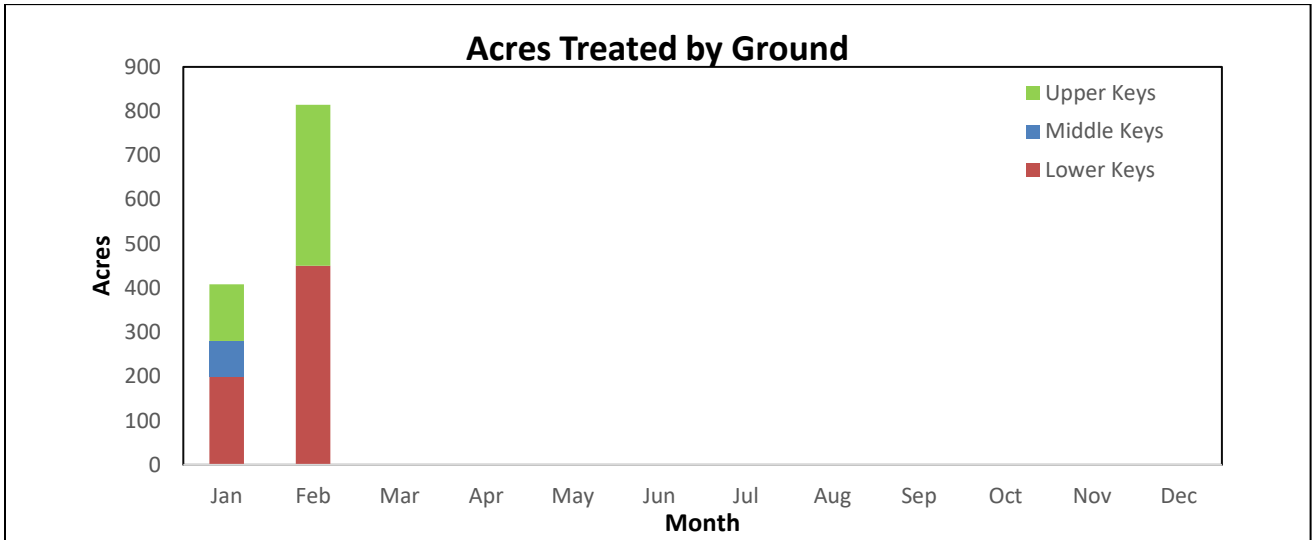 Acres Treated by Ground
900
800
700
600
500
400
300
200
100
0
Acres
Upper Keys
Middle Keys
Lower Keys
Jan Feb Mar Apr May Jun Jul Aug Sep Oct Nov Dec
Month